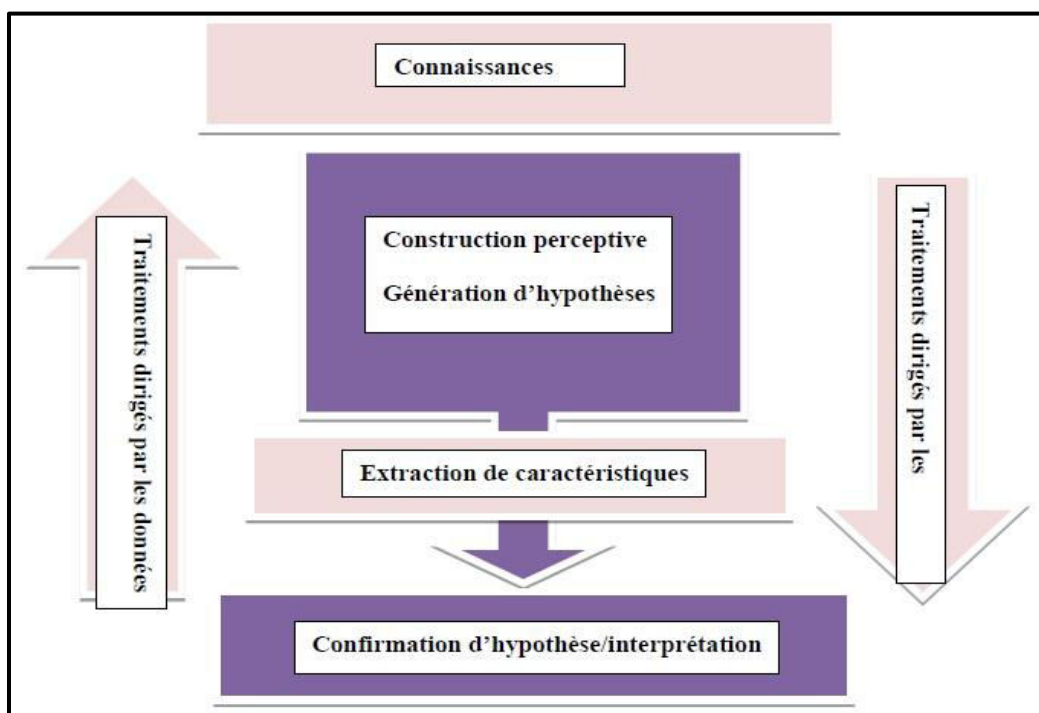 Connaissances
Construction perceptive
Génération d'hypothèses
Traitements dirigés par les données
Traitements dirigés par les
Extraction de caractéristiques
Confirmation d'hypothèse/interprétation